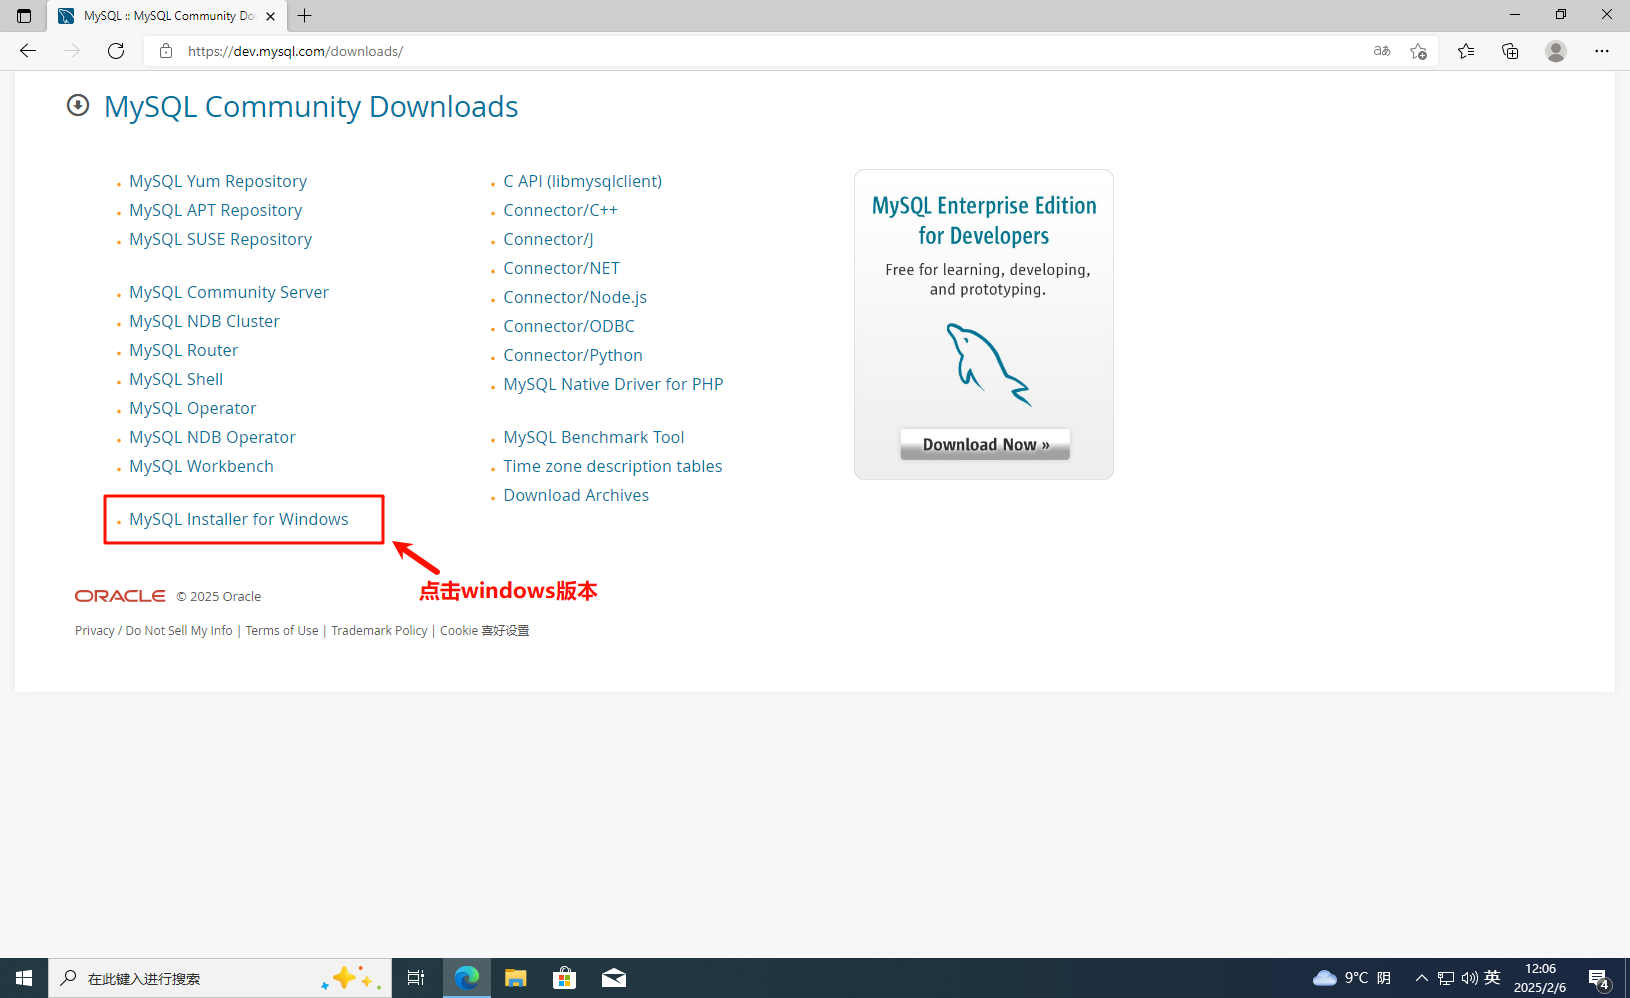 MySQL :: MySQL Community Do
https://dev.mysql.com/downloads/
aあ
MySQL Community Downloads
MySQL Yum Repository
MySQL APT Repository
MySQL SUSE Repository
MySQL Community Server
MySQL NDB Cluster
MySQL Router
MySQL Shell
MySQL Operator
MySQL NDB Operator
MySQL Workbench
MySQL Installer for Windows
C API (libmysqlclient)
Connector/C++
Connector/J
Connector/NET
Connector/Node.js
Connector/ODBC
Connector/Python
MySQL Native Driver for PHP
MySQL Benchmark Tool
Time zone description tables
Download Archives
MySQL Enterprise Edition
for Developers
Free for learning, developing,
and prototyping.
Download Now »
点击windows版本
ORACLE © 2025 Oracle
Privacy / Do Not Sell My Info | Terms of Use | Trademark Policy | Cookie 喜好设置
在此键入进行搜索
9°C 阴
英
12:06
2025/2/6
4